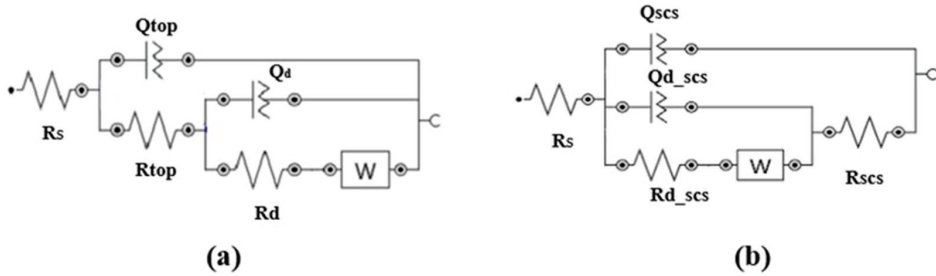 Qtop
Qd
Rs
Rtop
W
Rd
(a)
Qscs
Qd_scs
Rs
W
Rd_scs
Rscs
(b)